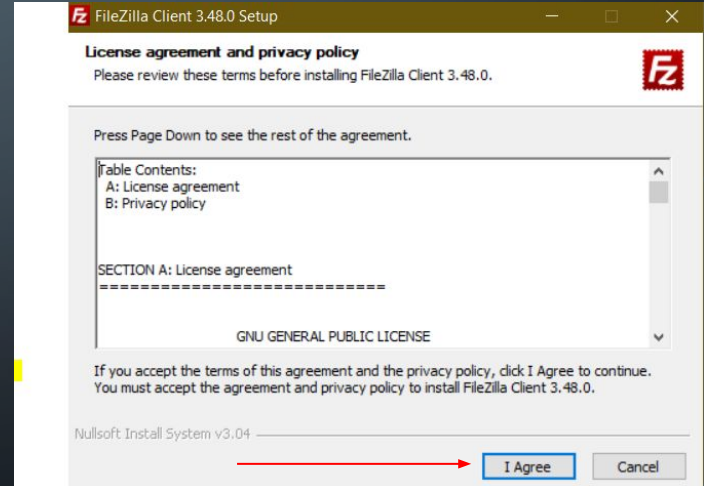 Fz FileZilla Client 3.48.0 Setup
License agreement and privacy policy
Please review these terms before installing FileZilla Client 3.48.0.
Fz
Press Page Down to see the rest of the agreement.
Table Contents:
A: License agreement
B: Privacy policy
SECTION A: License agreement
============================
GNU GENERAL PUBLIC LICENSE
If you accept the terms of this agreement and the privacy policy, click I Agree to continue.
You must accept the agreement and privacy policy to install FileZilla Client 3.48.0.
Nullsoft Install System v3.04
I Agree Cancel